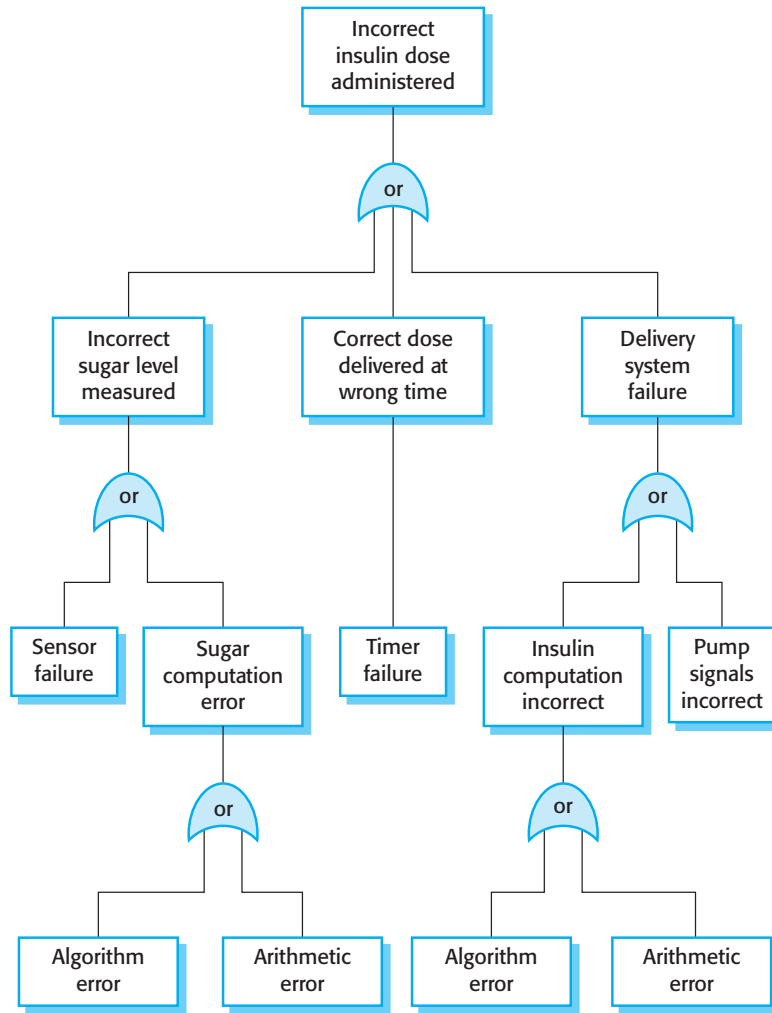 Incorrect
insulin dose
administered
or
Incorrect
sugar level
measured
Correct dose
delivered at
wrong time
Delivery
system
failure
or
or
Sensor
failure
Sugar
computation
error
Timer
failure
Insulin
computation
incorrect
Pump
signals
incorrect
or
or
Algorithm
error
Arithmetic
error
Algorithm
error
Arithmetic
error